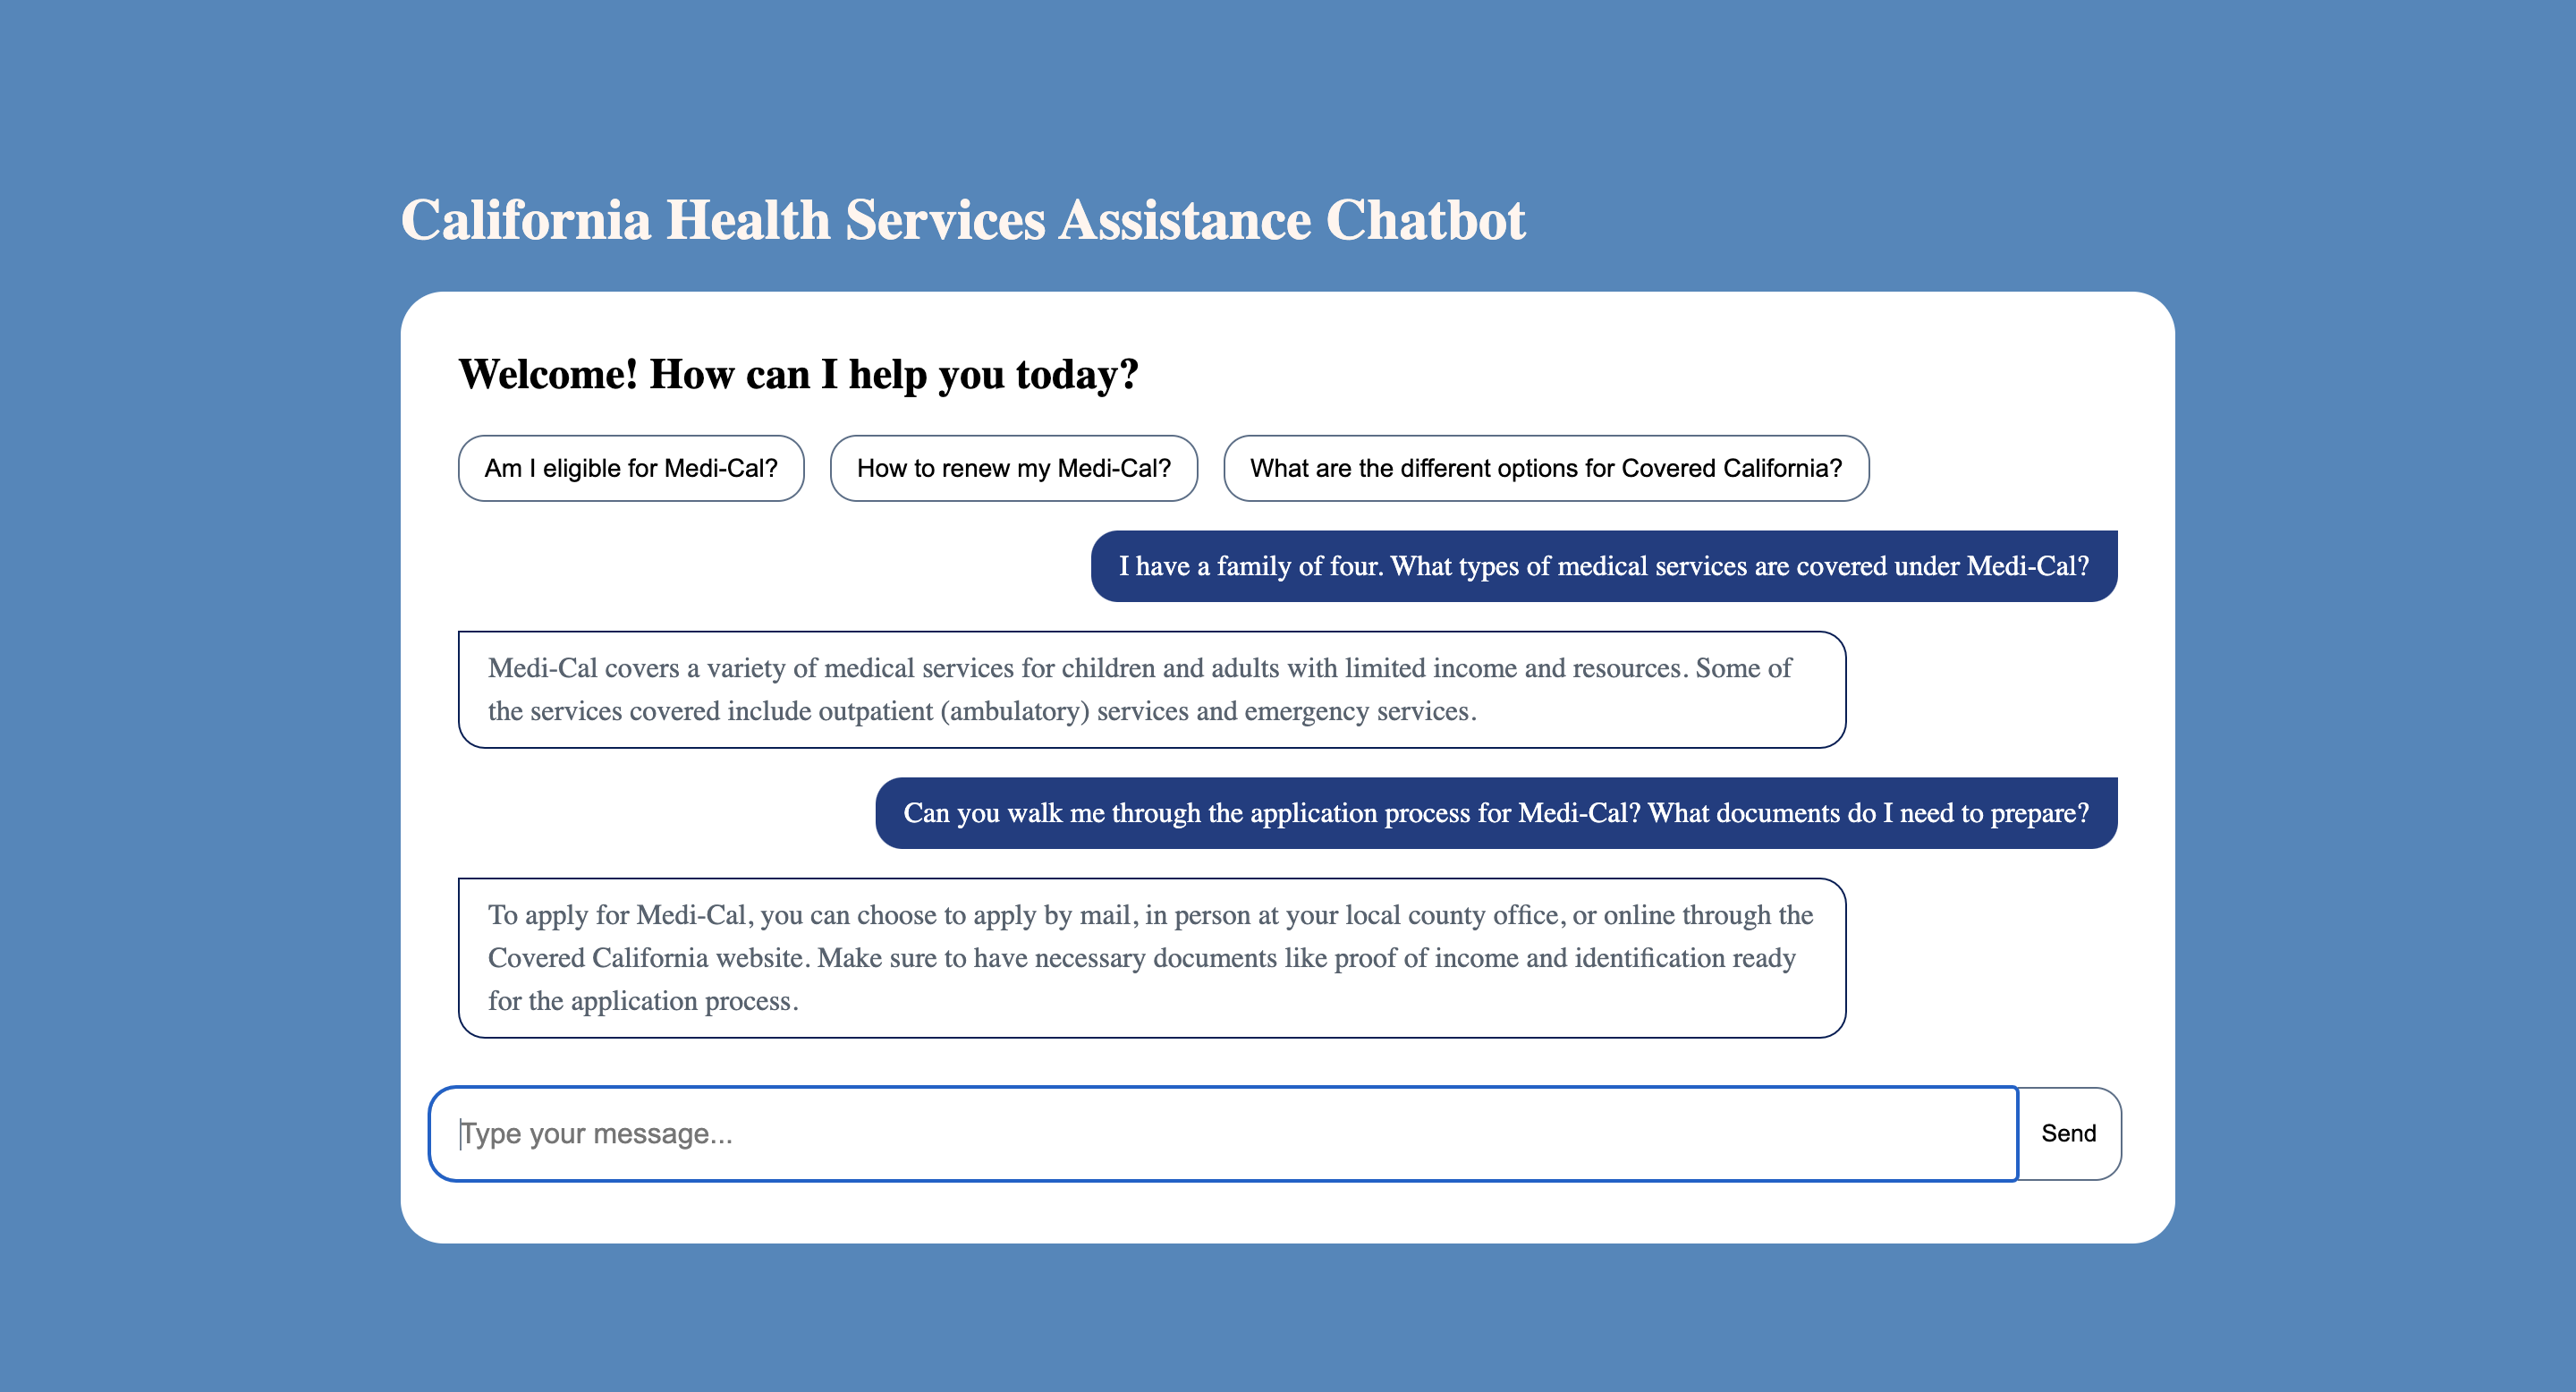 California Health Services Assistance Chatbot
Welcome! How can I help you today?
Am I eligible for Medi-Cal?
How to renew my Medi-Cal?
What are the different options for Covered California?
I have a family of four. What types of medical services are covered under Medi-Cal?
Medi-Cal covers a variety of medical services for children and adults with limited income and resources. Some of
the services covered include outpatient (ambulatory) services and emergency services.
Can you walk me through the application process for Medi-Cal? What documents do I need to prepare?
To apply for Medi-Cal, you can choose to apply by mail, in person at your local county office, or online through the
Covered California website. Make sure to have necessary documents like proof of income and identification ready
for the application process.
Type your message...
Send